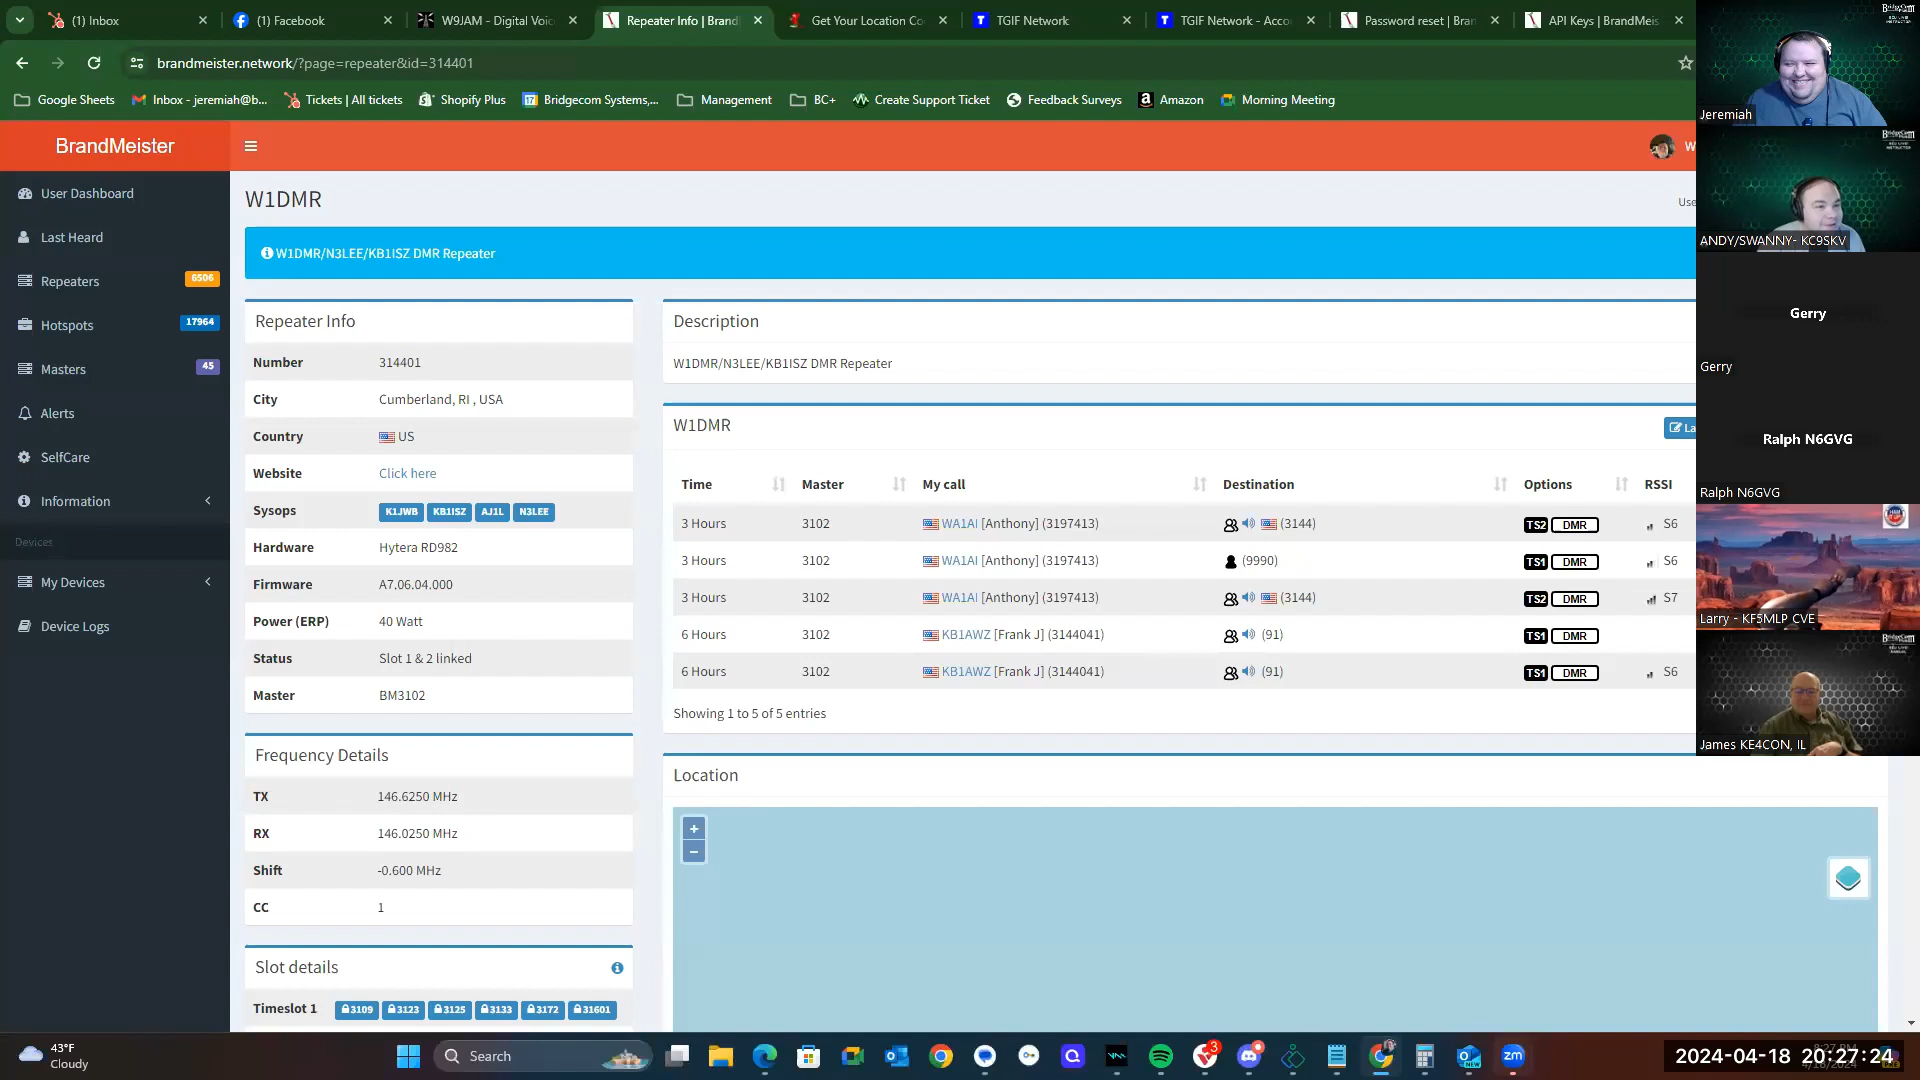 (1) Inbox
(1) Facebook
W9JAM - Digital Voic
Repeater Info | Brand
Get Your Location Co
TGIF Network
TGIF Network - Acco
Password reset | Bran
API Keys | BrandMeis
brandmeister.network/?page=repeater&id=314401
Google Sheets
Inbox - jeremiah@b...
Tickets | All tickets
Shopify Plus
Bridgecom Systems,...
Management
BC+
Create Support Ticket
Feedback Surveys
Amazon
Morning Meeting
BrandMeister
W
User Dashboard
Last Heard
Repeaters 6506
Hotspots 17964
Masters 45
Alerts
SelfCare
Information
Devices
My Devices
Device Logs
W1DMR
Use
W1DMR/N3LEE/KB1ISZ DMR Repeater
Repeater Info
Number 314401
City Cumberland, RI , USA
Country US
Website Click here
Sysops K1JWB KB1ISZ AJ1L N3LEE
Hardware Hytera RD982
Firmware A7.06.04.000
Power (ERP) 40 Watt
Status Slot 1 & 2 linked
Master BM3102
Frequency Details
TX 146.6250 MHz
RX 146.0250 MHz
Shift -0.600 MHz
CC 1
Slot details
Timeslot 1 3109 3123 3125 3133 3172 31601
Description
W1DMR/N3LEE/KB1ISZ DMR Repeater
W1DMR
La
Time Master My call Destination Options RSSI
3 Hours 3102 WA1AI [Anthony] (3197413) (3144) TS2 DMR S6
3 Hours 3102 WA1AI [Anthony] (3197413) (9990) TS1 DMR S6
3 Hours 3102 WA1AI [Anthony] (3197413) (3144) TS2 DMR S7
6 Hours 3102 KB1AWZ [Frank J] (3144041) (91) TS1 DMR
6 Hours 3102 KB1AWZ [Frank J] (3144041) (91) TS1 DMR S6
Showing 1 to 5 of 5 entries
Location
+
−
Jeremiah
ANDY/SWANNY- KC9SKV
Gerry
Gerry
Ralph N6GVG
Ralph N6GVG
Larry - KF5MLP CVE
James KE4CON, IL
43°F
Cloudy
Search
3
zm
2024-04-18 20:27:24